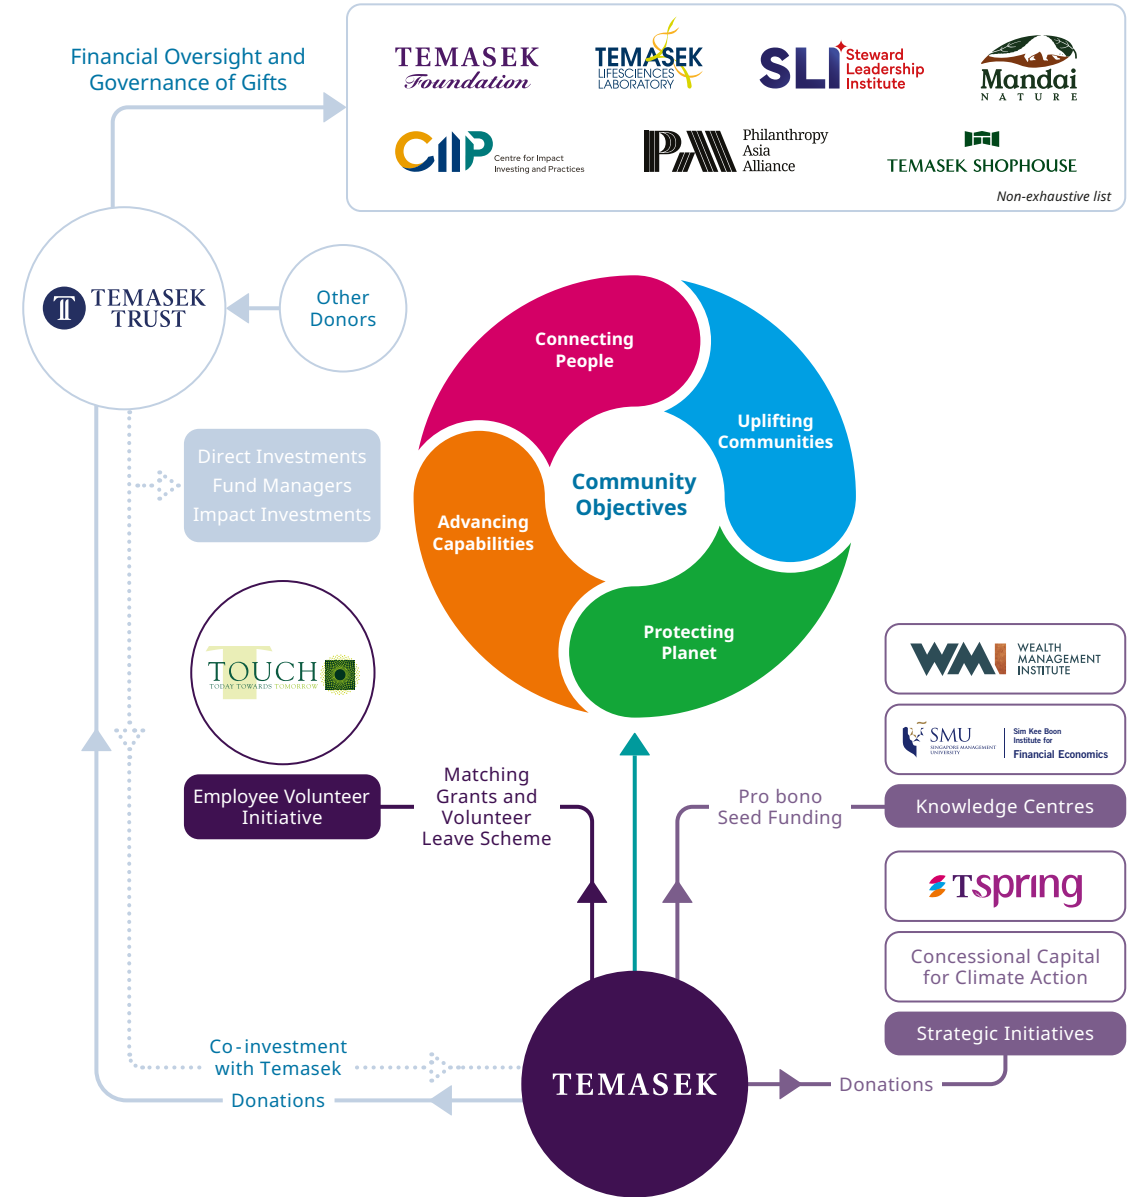 Financial Oversight and
Governance of Gifts
TEMASEK
Foundation
TEMASEK
LIFESCIENCES
LABORATORY
SLI
Steward
Leadership
Institute
Mandai
NATURE
CIIP
Centre for Impact
Investing and Practices
PAA
Philanthropy
Asia
Alliance
TEMASEK SHOPHOUSE
Non-exhaustive list
T TEMASEK
TRUST
Other
Donors
Connecting
People
Uplifting
Communities
Community
Objectives
Advancing
Capabilities
Protecting
Planet
Direct Investments
Fund Managers
Impact Investments
T
TOUCH
TODAY TOWARDS TOMORROW
Employee Volunteer
Initiative
Matching
Grants and
Volunteer
Leave Scheme
Pro bono
Seed Funding
WMI
WEALTH
MANAGEMENT
INSTITUTE
SMU
SINGAPORE MANAGEMENT
UNIVERSITY
Sim Kee Boon
Institute for
Financial Economics
Knowledge Centres
Tspring
Concessional Capital
for Climate Action
Strategic Initiatives
Co-investment
with Temasek
Donations
TEMASEK
Donations